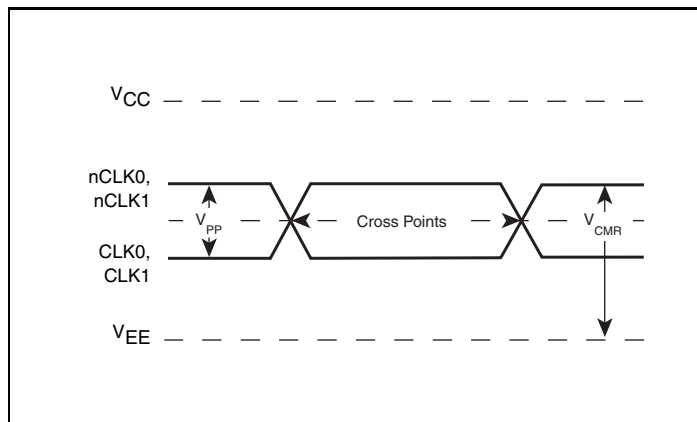 VCC
nCLK0,
nCLK1
VPP
Cross Points
VCMR
CLK0,
CLK1
VEE